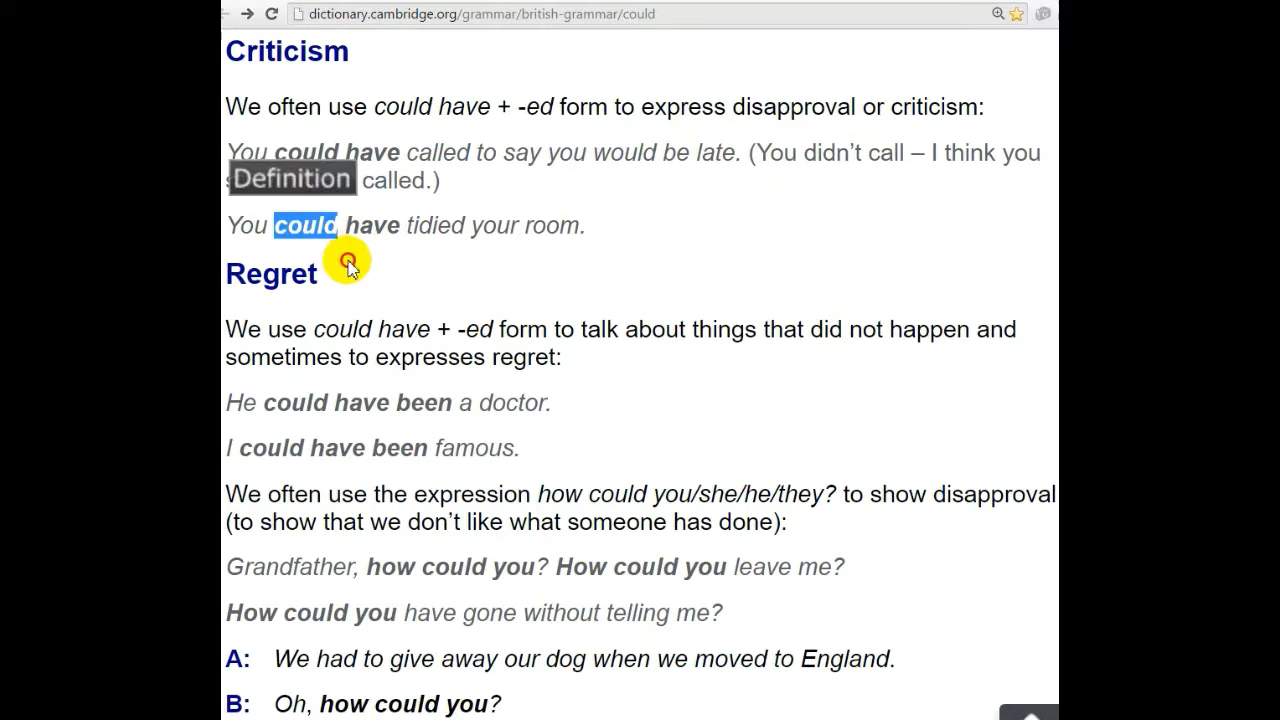 dictionary.cambridge.org/grammar/british-grammar/could
Criticism
We often use could have + -ed form to express disapproval or criticism:
You could have called to say you would be late. (You didn’t call – I think you
Definition called.)
You could have tidied your room.
Regret
We use could have + -ed form to talk about things that did not happen and
sometimes to expresses regret:
He could have been a doctor.
I could have been famous.
We often use the expression how could you/she/he/they? to show disapproval
(to show that we don’t like what someone has done):
Grandfather, how could you? How could you leave me?
How could you have gone without telling me?
A: We had to give away our dog when we moved to England.
B: Oh, how could you?